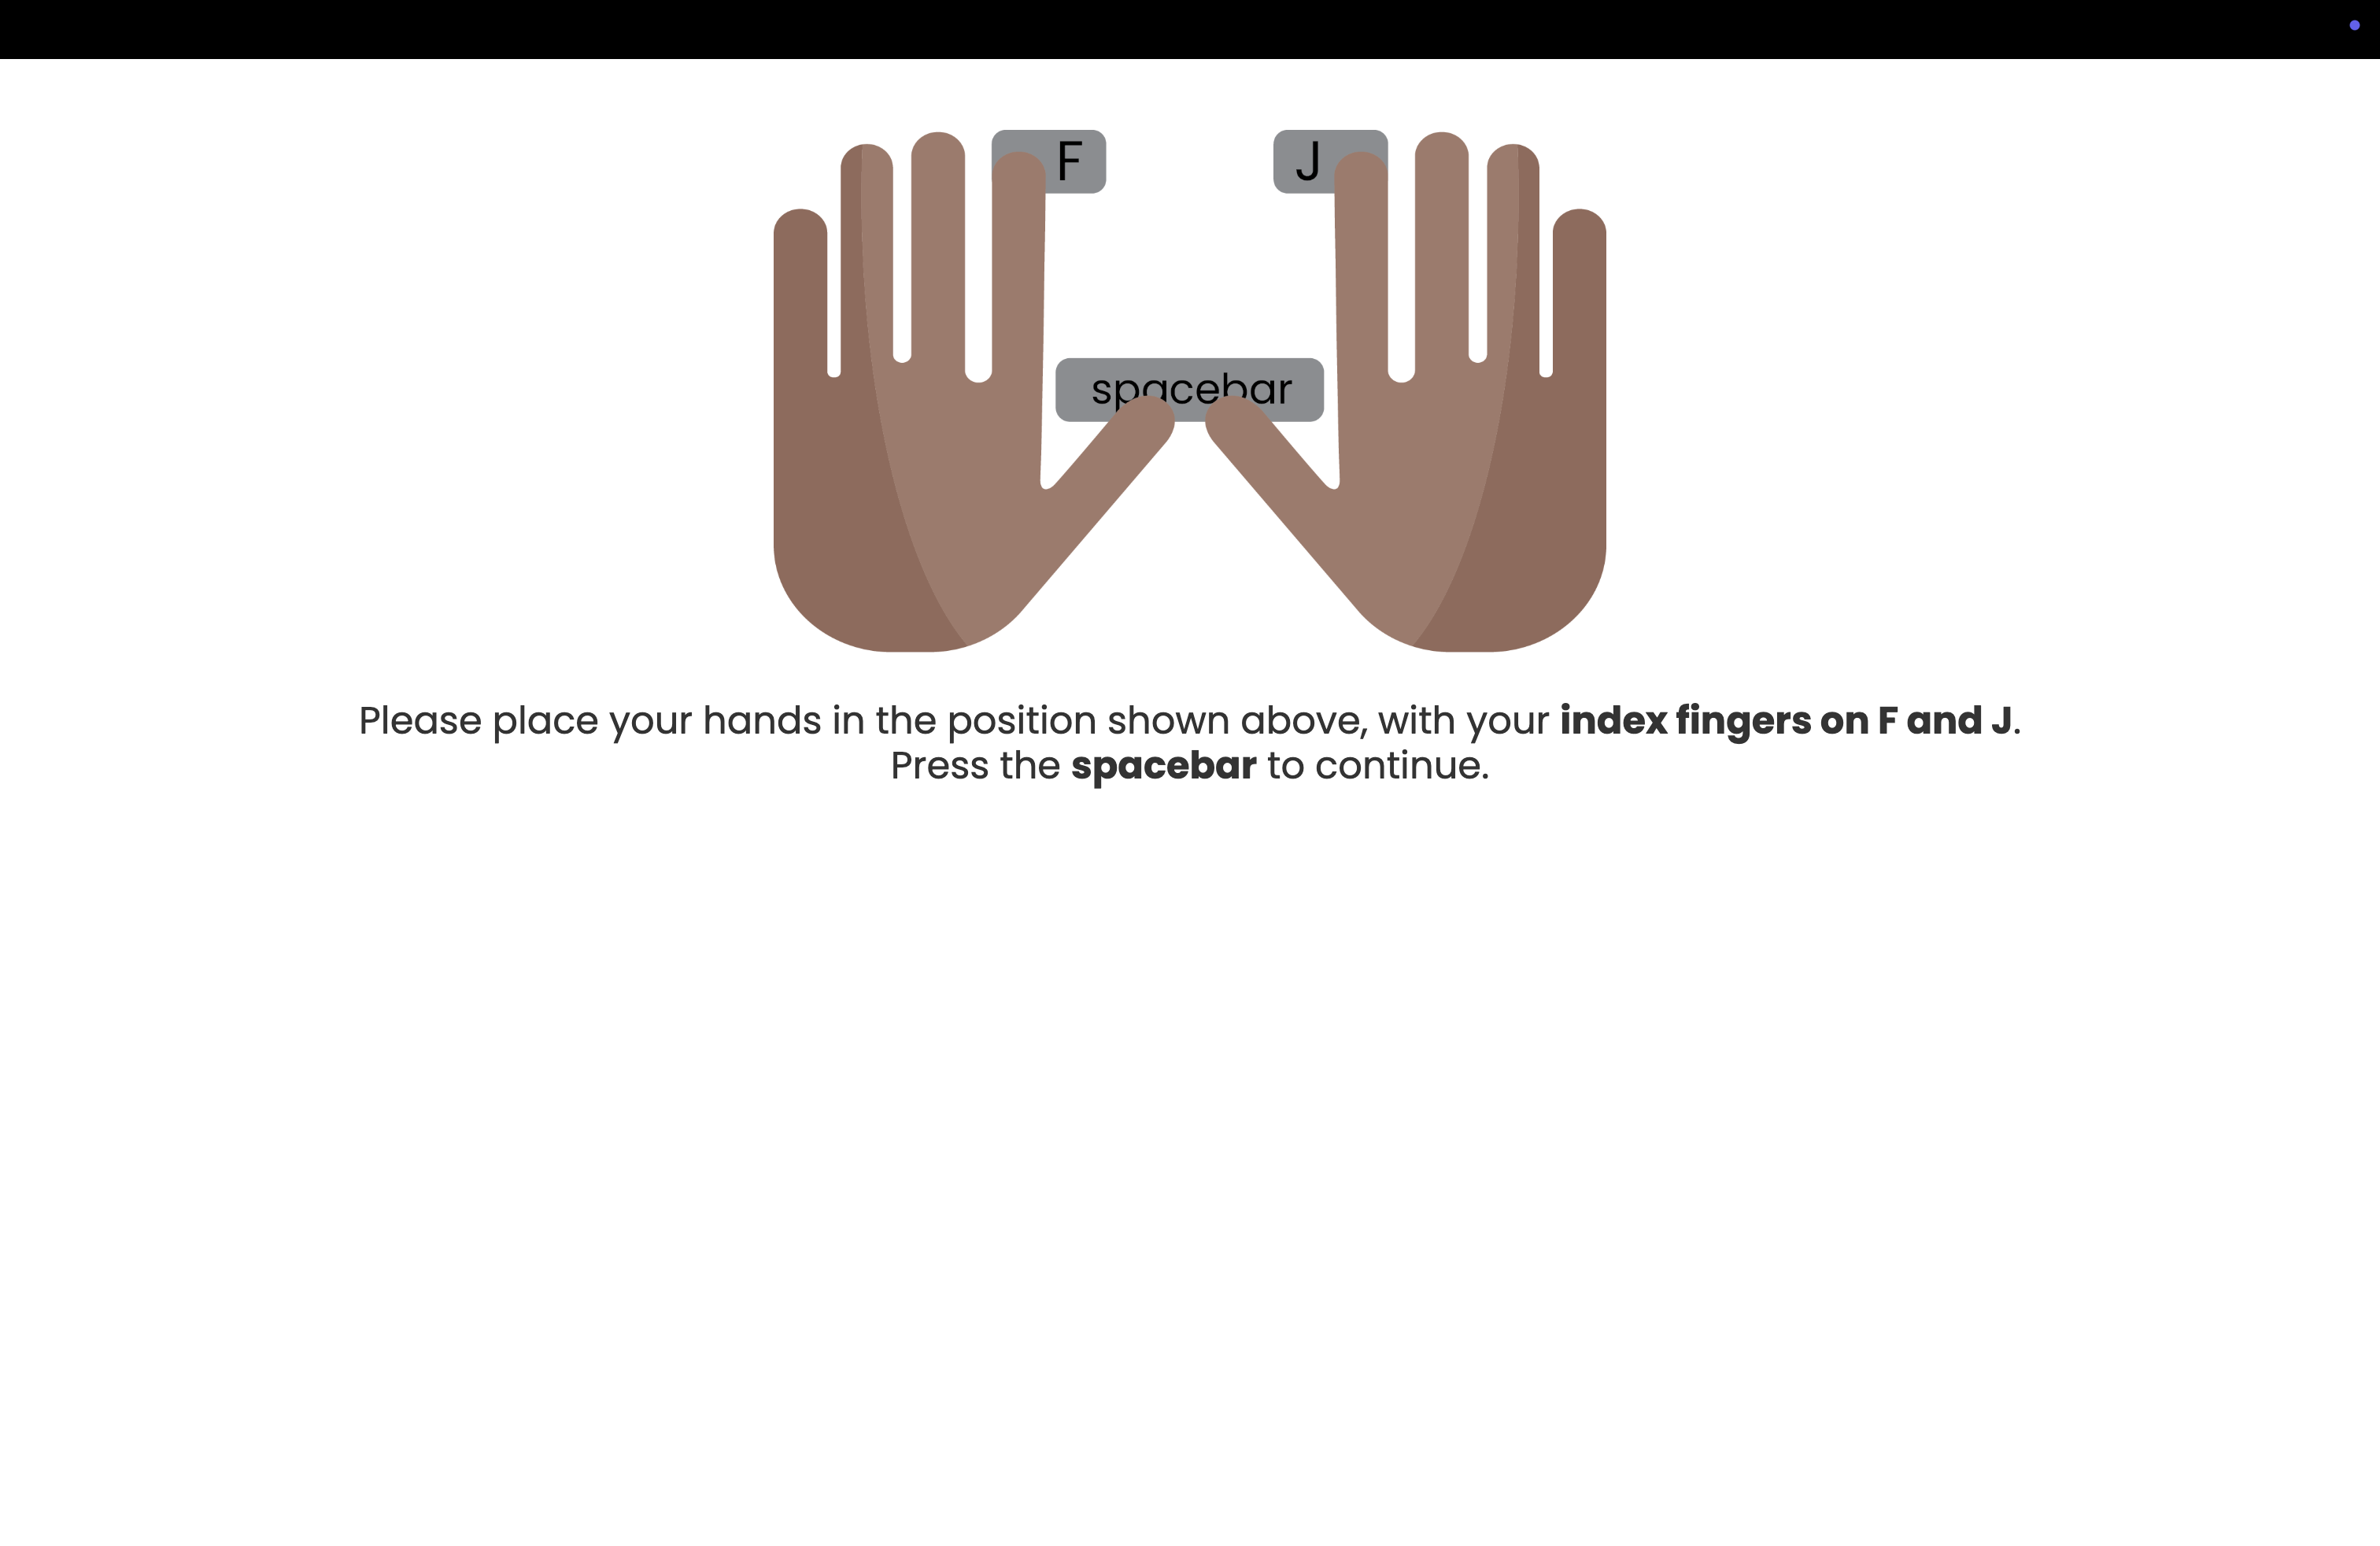 F J
spacebar
Please place your hands in the position shown above, with your index fingers on F and J.
Press the spacebar to continue.